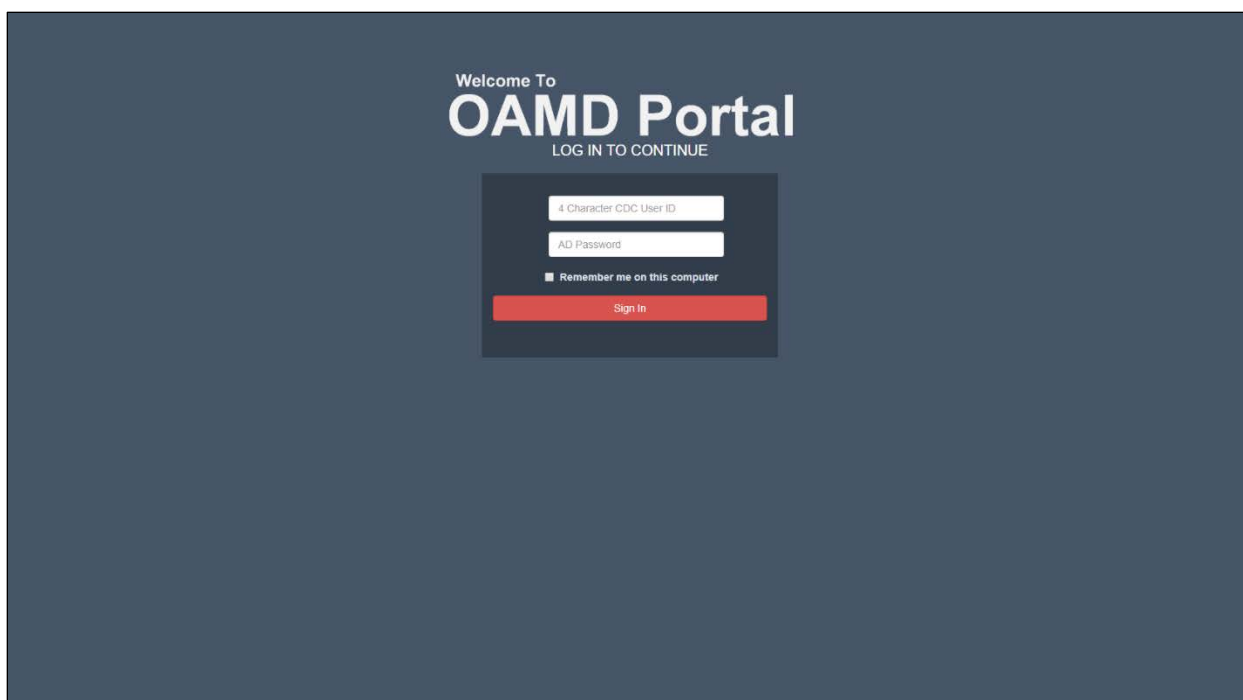 Welcome To
OAMD Portal
LOG IN TO CONTINUE
4 Character CDC User ID
AD Password
Remember me on this computer
Sign In